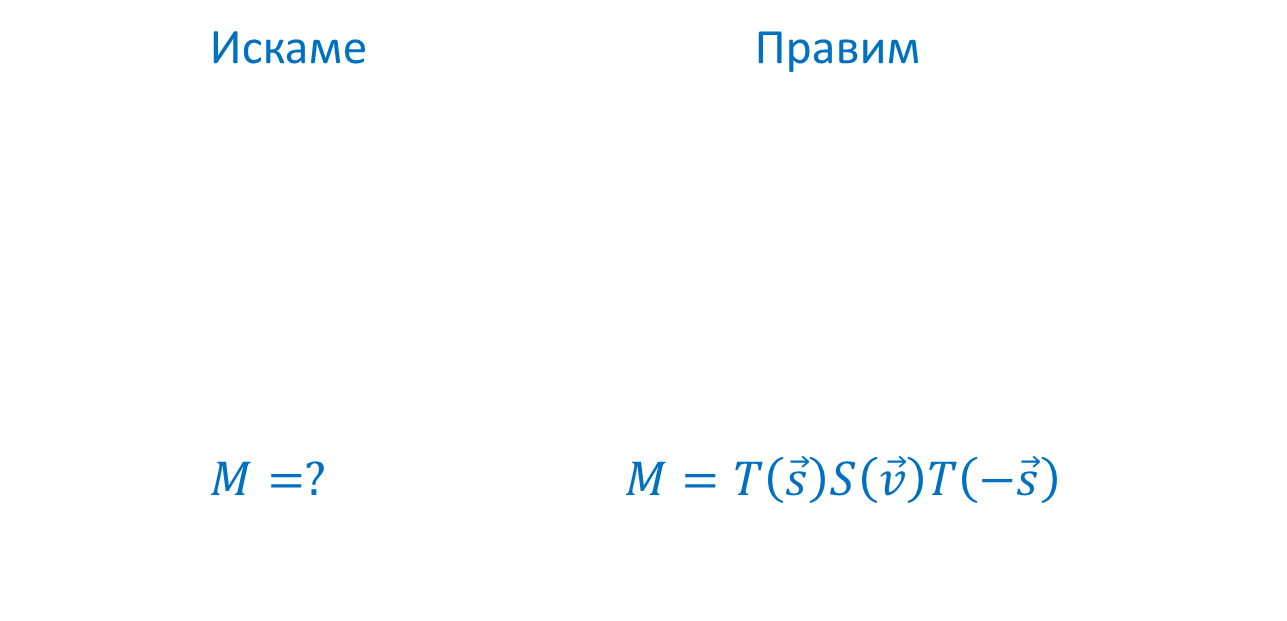 Искаме
Правим
M =?
M = T(s⃗)S(v⃗)T(−s⃗)